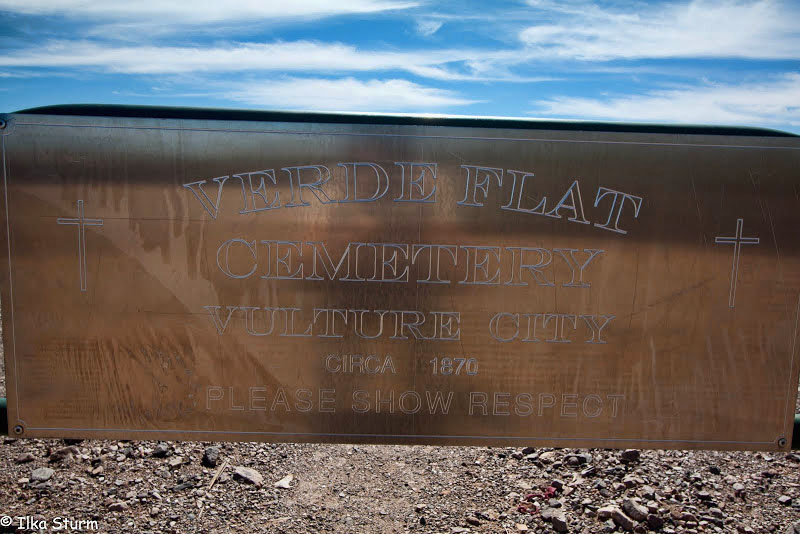 VERDE FLAT
CEMETERY
VULTURE CITY
CIRCA 1870
PLEASE SHOW RESPECT
© Ilka Sturm